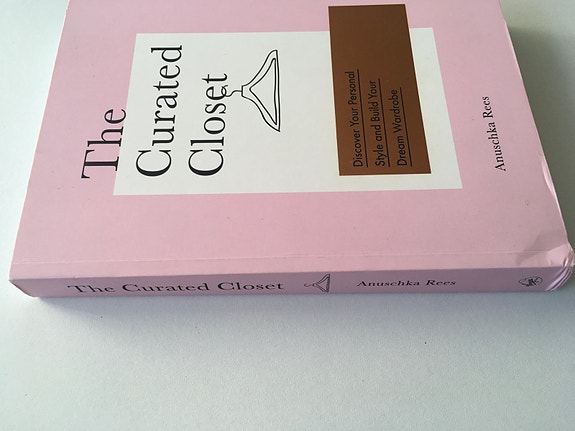 The
Curated
Closet
Discover Your Personal
Style and Build Your
Dream Wardrobe
Anuschka Rees
The Curated Closet
Anuschka Rees